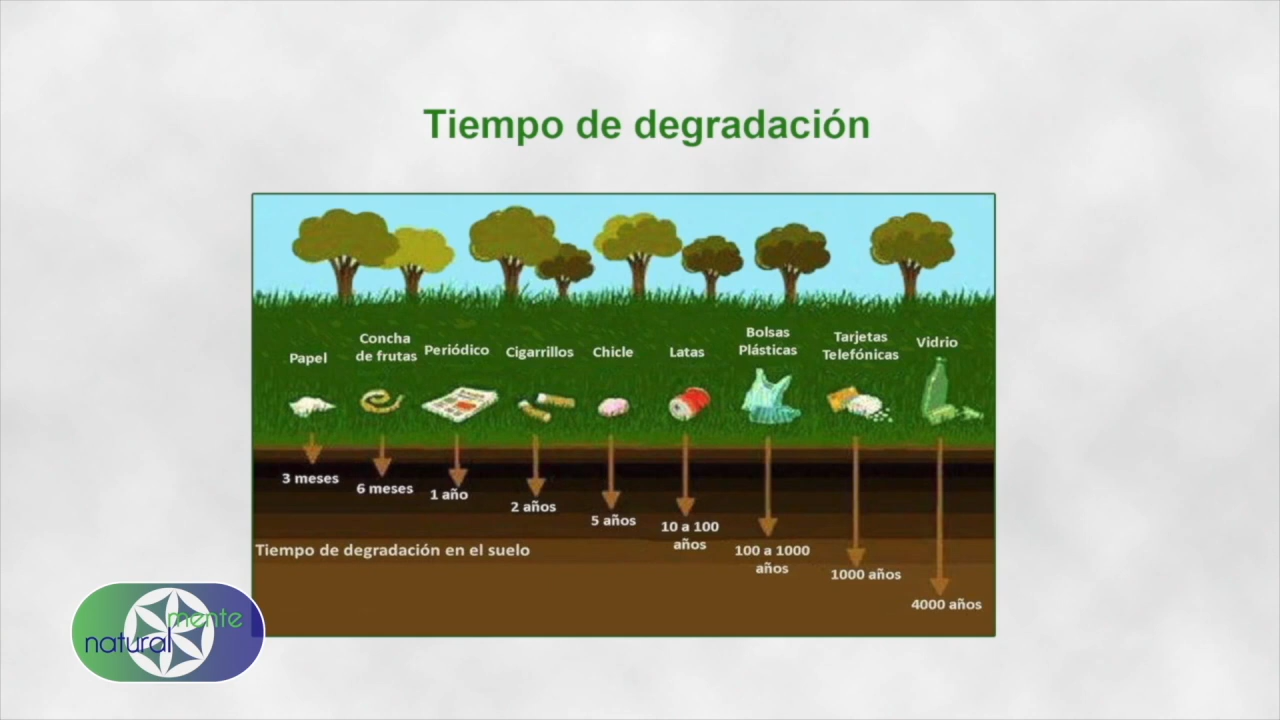 Tiempo de degradación
Papel
Concha
de frutas
Periódico
Cigarrillos
Chicle
Latas
Bolsas
Plásticas
Tarjetas
Telefónicas
Vidrio
3 meses
6 meses
1 año
2 años
5 años
10 a 100
años
100 a 1000
años
1000 años
4000 años
Tiempo de degradación en el suelo
mente
natural